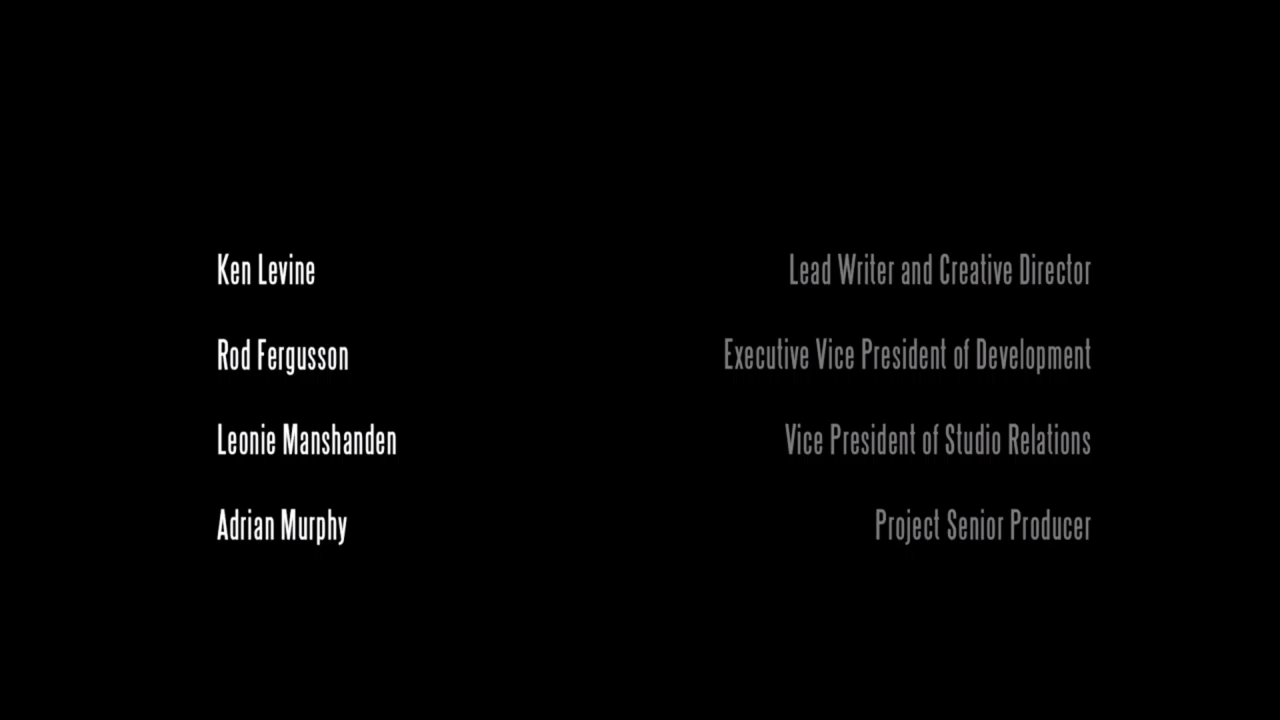 Ken Levine Lead Writer and Creative Director
Rod Fergusson Executive Vice President of Development
Leonie Manshanden Vice President of Studio Relations
Adrian Murphy Project Senior Producer